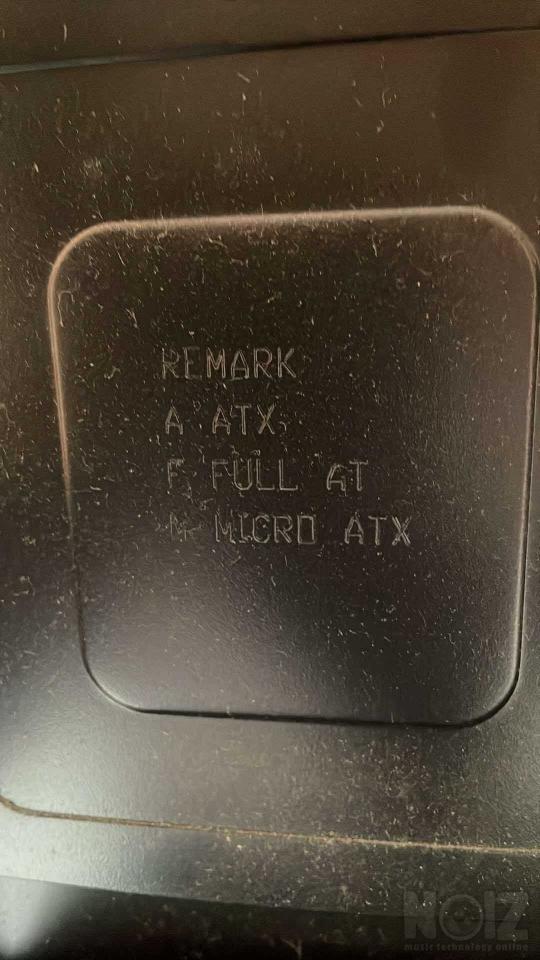 REMARK
A ATX
F FULL AT
M MICRO ATX
NOIZ
music technology online